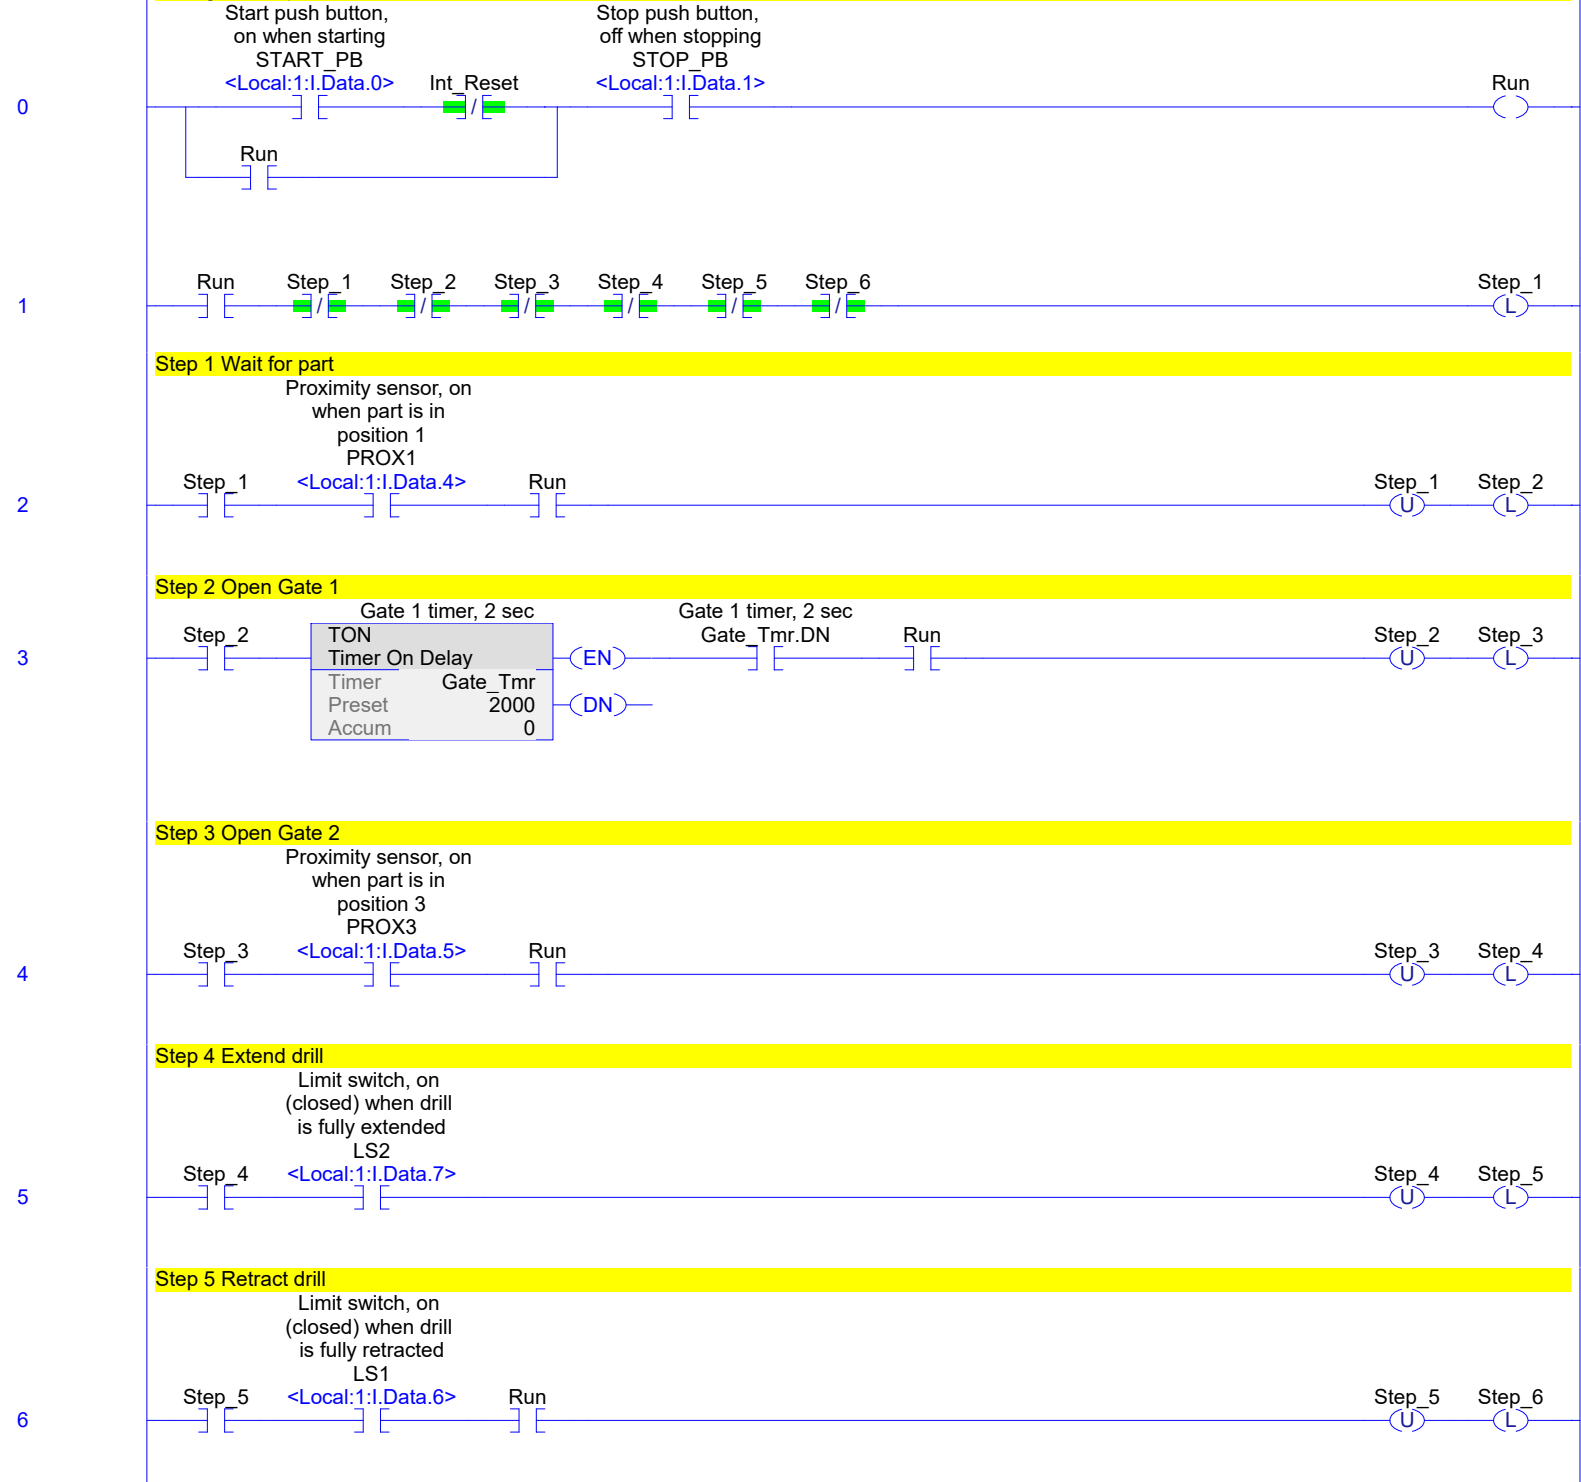 Start push button,
on when starting
START_PB
<Local:1:I.Data.0>
Int_Reset
Stop push button,
off when stopping
STOP_PB
<Local:1:I.Data.1>
Run
0
/
Run
Run
Step_1
Step_2
Step_3
Step_4
Step_5
Step_6
Step_1
1
/
/
/
/
/
/
L
Step 1 Wait for part
Proximity sensor, on
when part is in
position 1
PROX1
Step_1
<Local:1:I.Data.4>
Run
Step_1
Step_2
2
U
L
Step 2 Open Gate 1
Gate 1 timer, 2 sec
Gate 1 timer, 2 sec
Step_2
TON
Gate_Tmr.DN
Run
Step_2
Step_3
3
Timer On Delay
EN
U
L
Timer Gate_Tmr
Preset 2000
DN
Accum 0
Step 3 Open Gate 2
Proximity sensor, on
when part is in
position 3
PROX3
Step_3
<Local:1:I.Data.5>
Run
Step_3
Step_4
4
U
L
Step 4 Extend drill
Limit switch, on
(closed) when drill
is fully extended
LS2
Step_4
<Local:1:I.Data.7>
Step_4
Step_5
5
U
L
Step 5 Retract drill
Limit switch, on
(closed) when drill
is fully retracted
LS1
Step_5
<Local:1:I.Data.6>
Run
Step_5
Step_6
6
U
L